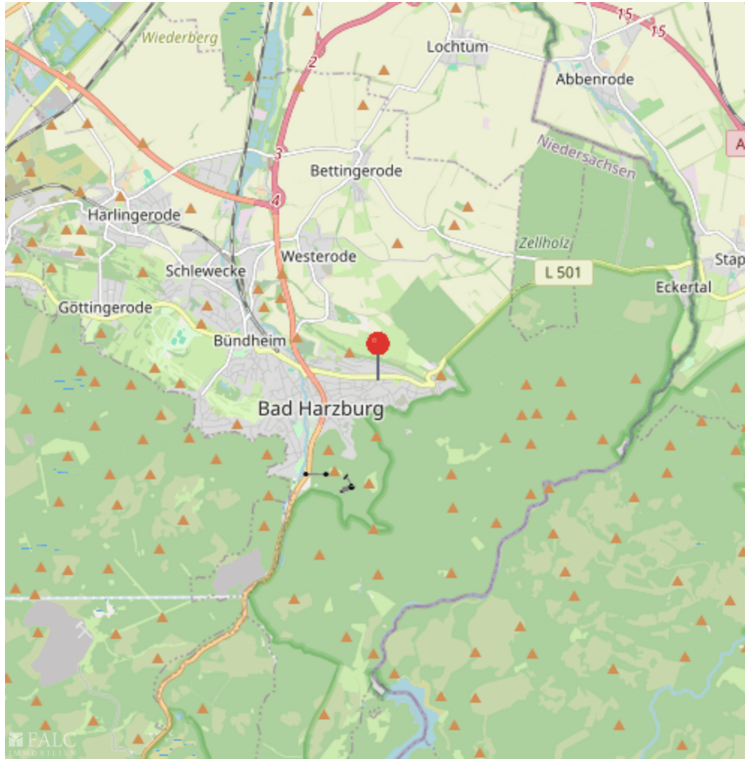 15
15
Lochtum
Wiederberg
2
Abbenrode
A
3
Niedersachsen
Bettingerode
4
Harlingerode
Zellholz
Westerode
Stap
Schlewecke
L 501
Eckertal
Göttingerode
Bündheim
Bad Harzburg
FALC
IMMOBILIEN